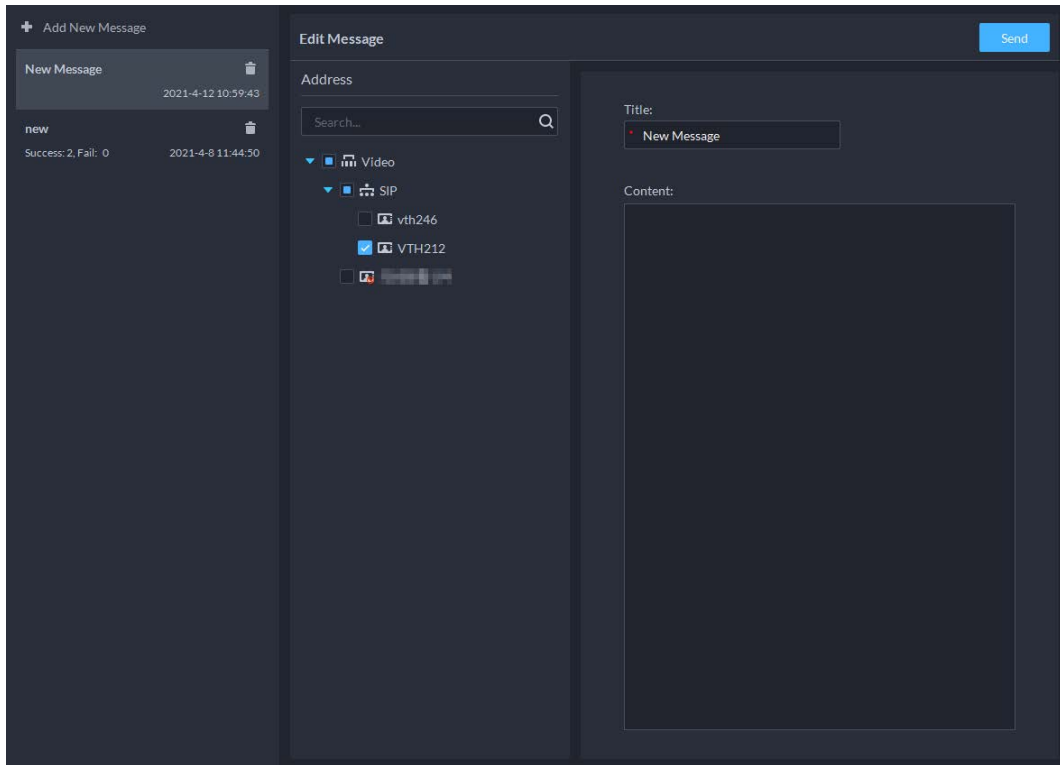 Add New Message
New Message
2021-4-12 10:59:43
new
Success: 2, Fail: 0 2021-4-8 11:44:50
Edit Message
Send
Address
Search...
Video
SIP
vth246
VTH212
Title:
* New Message
Content: